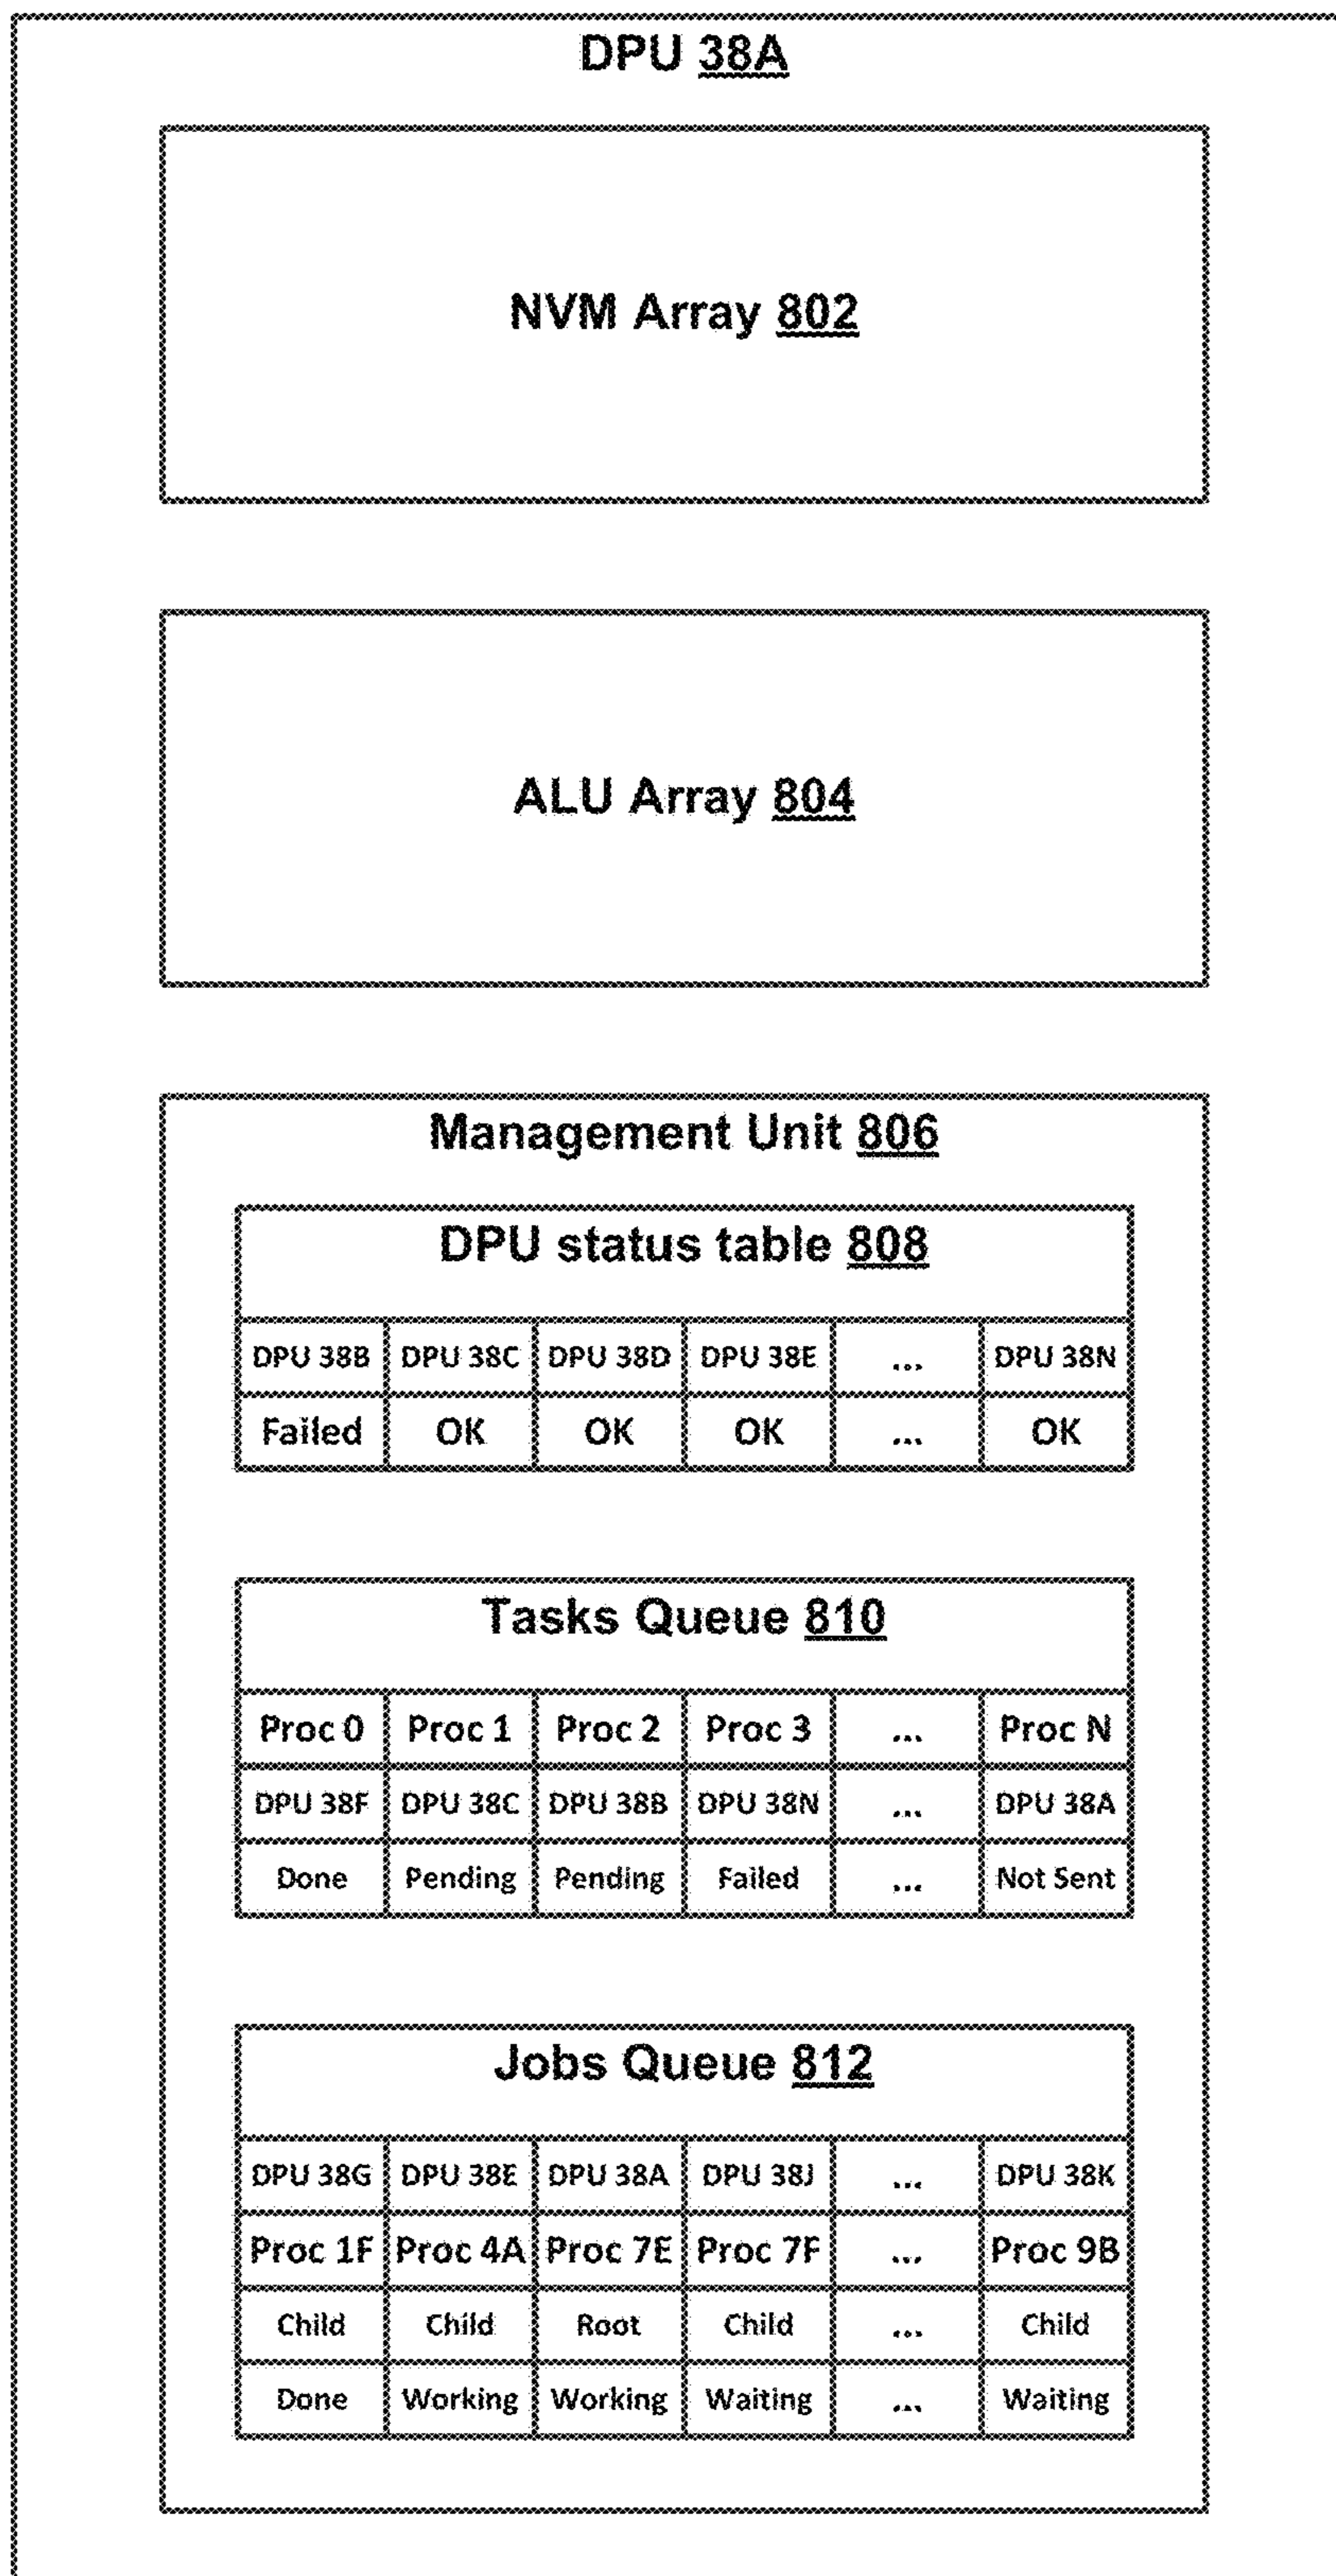 DPU 38A
NVM Array 802
ALU Array 804
Management Unit 806
DPU status table 808
DPU 38B DPU 38C DPU 38D DPU 38E ... DPU 38N
Failed OK OK OK ... OK
Tasks Queue 810
Proc 0 Proc 1 Proc 2 Proc 3 ... Proc N
DPU 38F DPU 38C DPU 38B DPU 38N ... DPU 38A
Done Pending Pending Failed ... Not Sent
Jobs Queue 812
DPU 38G DPU 38E DPU 38A DPU 38J ... DPU 38K
Proc 1F Proc 4A Proc 7E Proc 7F ... Proc 9B
Child Child Root Child ... Child
Done Working Working Waiting ... Waiting